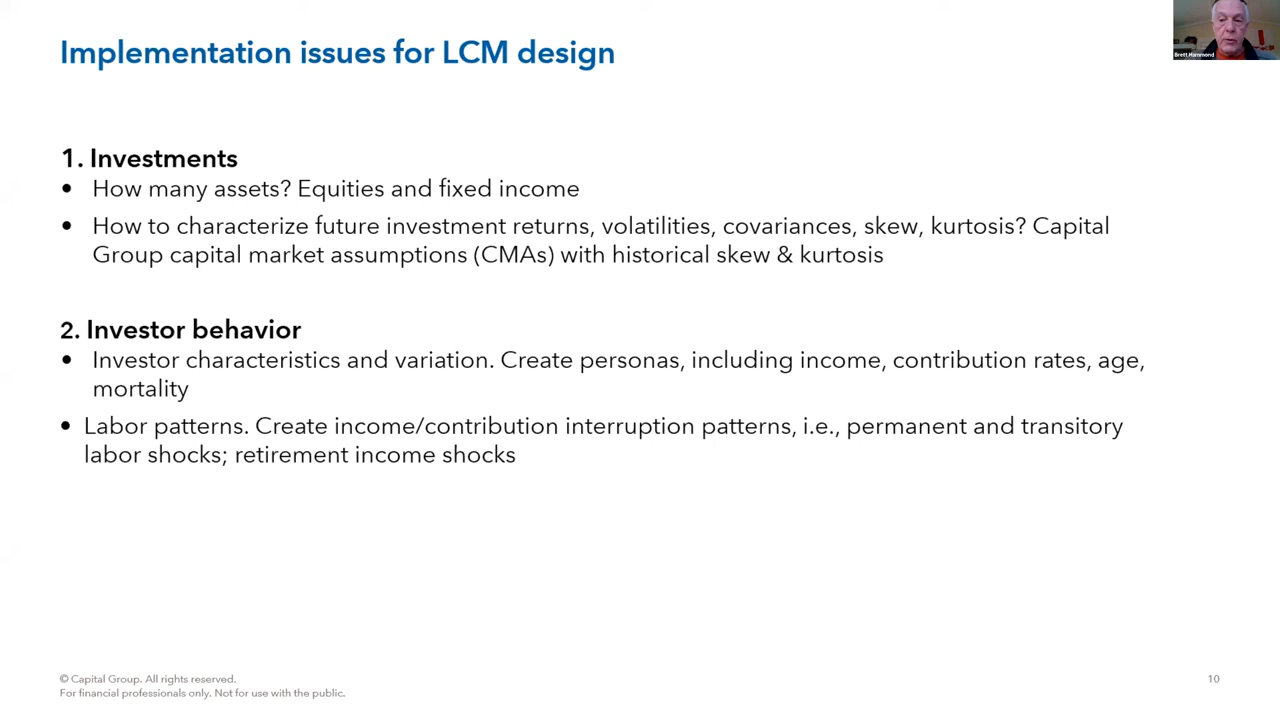 Implementation issues for LCM design
Brett Hammond
1. Investments
• How many assets? Equities and fixed income
• How to characterize future investment returns, volatilities, covariances, skew, kurtosis? Capital
Group capital market assumptions (CMAs) with historical skew & kurtosis
2. Investor behavior
• Investor characteristics and variation. Create personas, including income, contribution rates, age,
mortality
• Labor patterns. Create income/contribution interruption patterns, i.e., permanent and transitory
labor shocks; retirement income shocks
© Capital Group. All rights reserved.
For financial professionals only. Not for use with the public.
10